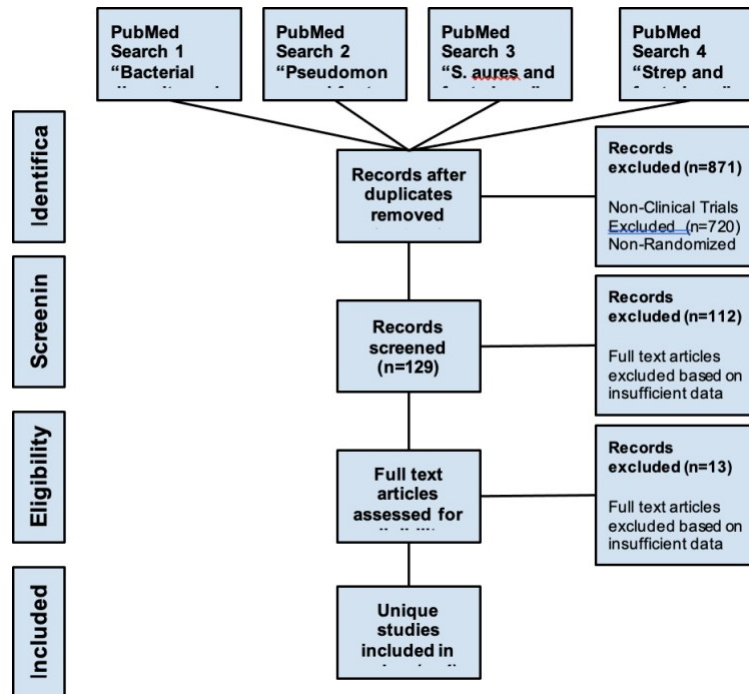 PubMed
Search 1
“Bacterial
PubMed
Search 2
“Pseudomon
PubMed
Search 3
“S. aures and
PubMed
Search 4
“Strep and
Identifica
Records after
duplicates
removed
Records
excluded (n=871)
Non-Clinical Trials
Excluded (n=720)
Non-Randomized
Screenin
Records
screened
(n=129)
Records
excluded (n=112)
Full text articles
excluded based on
insufficient data
Eligibility
Full text
articles
assessed for
Records
excluded (n=13)
Full text articles
excluded based on
insufficient data
Included
Unique
studies
included in